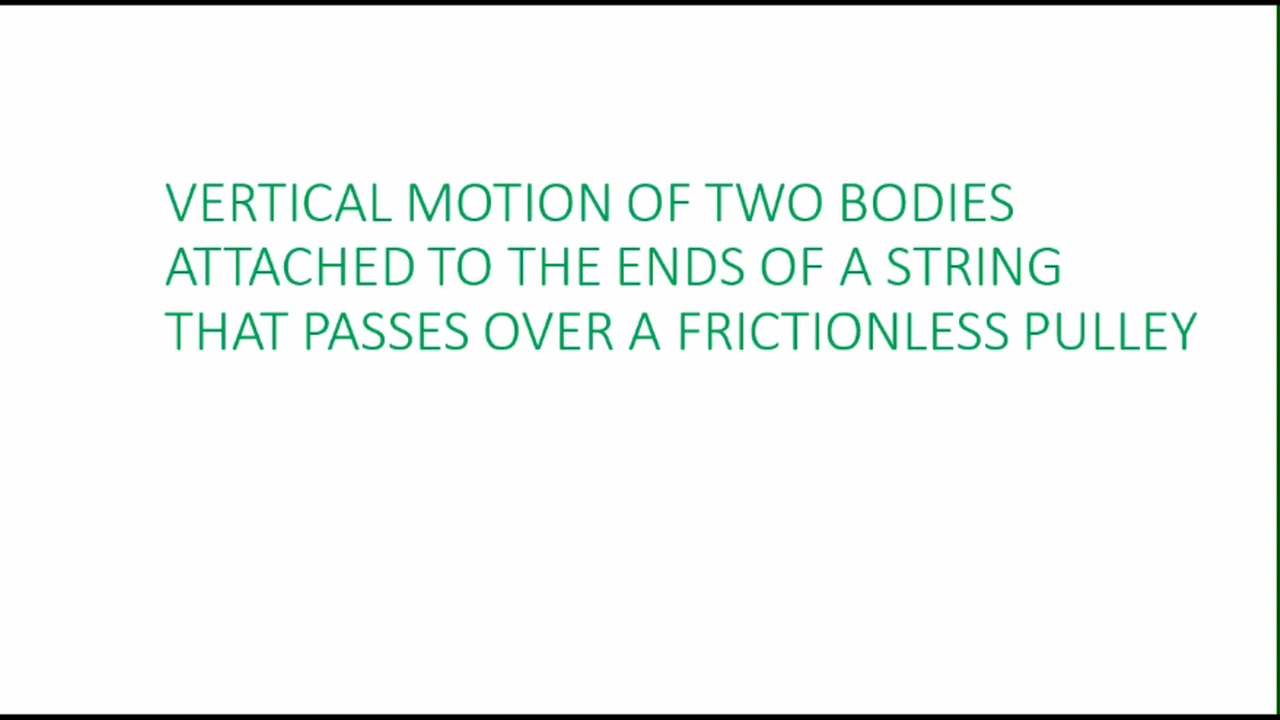 VERTICAL MOTION OF TWO BODIES
ATTACHED TO THE ENDS OF A STRING
THAT PASSES OVER A FRICTIONLESS PULLEY